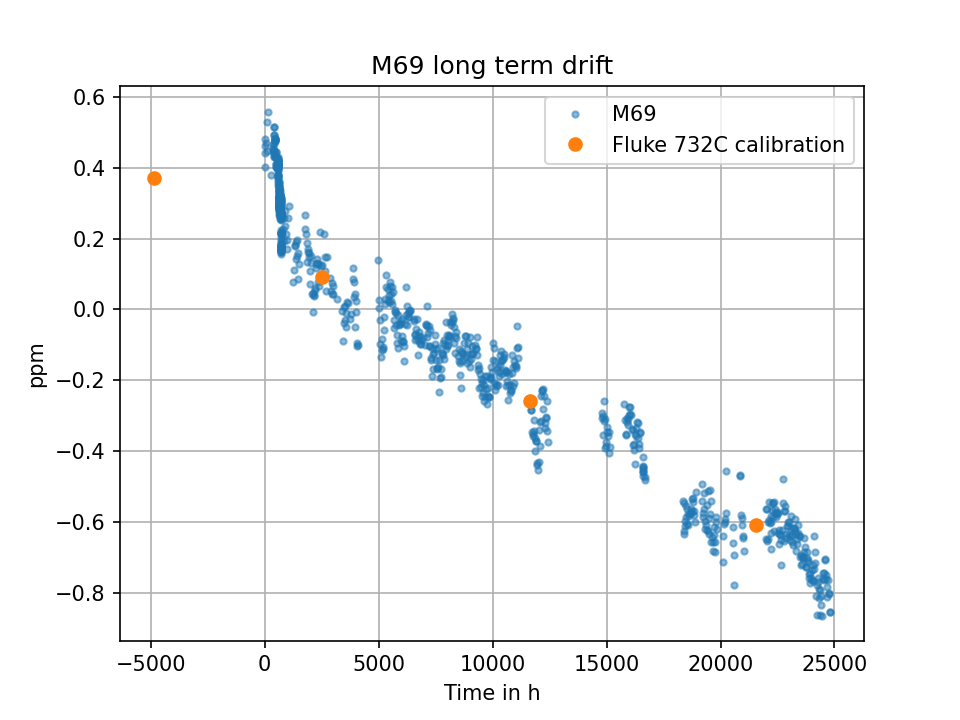 M69 long term drift
M69
Fluke 732C calibration
0.6
0.4
0.2
0.0
−0.2
−0.4
−0.6
−0.8
ppm
−5000 0 5000 10000 15000 20000 25000
Time in h